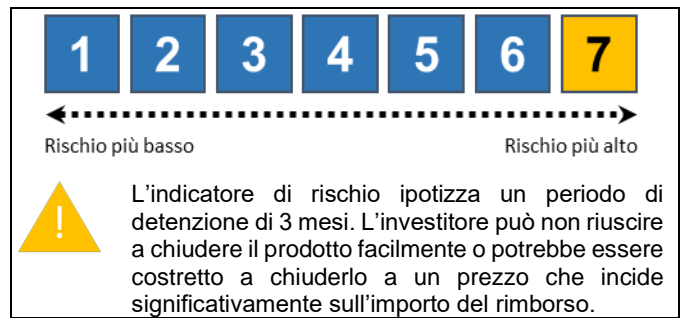 1 2 3 4 5 6 7
Rischio più basso Rischio più alto
!
L'indicatore di rischio ipotizza un periodo di
detenzione di 3 mesi. L'investitore può non riuscire
a chiudere il prodotto facilmente o potrebbe essere
costretto a chiuderlo a un prezzo che incide
significativamente sull'importo del rimborso.